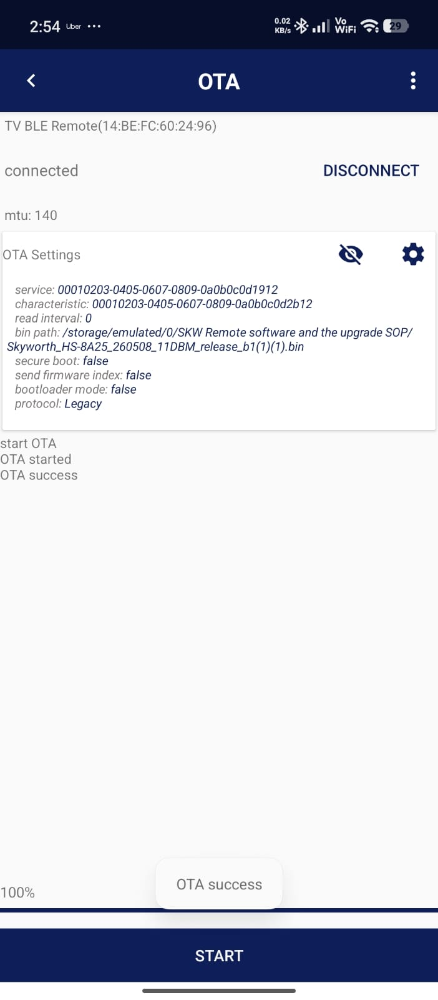 2:54 Uber ... 0.02 KB/s Vo WiFi 29
OTA
TV BLE Remote(14:BE:FC:60:24:96)
connected DISCONNECT
mtu: 140
OTA Settings
service: 00010203-0405-0607-0809-0a0b0c0d1912
characteristic: 00010203-0405-0607-0809-0a0b0c0d2b12
read interval: 0
bin path: /storage/emulated/0/SKW Remote software and the upgrade SOP/
Skyworth_HS-8A25_260508_11DBM_release_b1(1)(1).bin
secure boot: false
send firmware index: false
bootloader mode: false
protocol: Legacy
start OTA
OTA started
OTA success
OTA success
100%
START